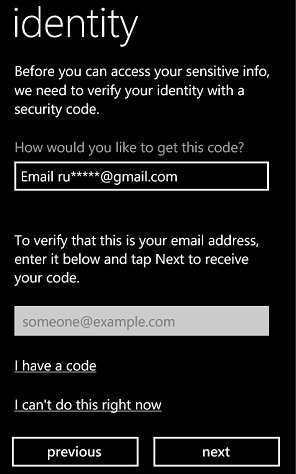 identity
Before you can access your sensitive info,
we need to verify your identity with a
security code.
How would you like to get this code?
Email ru*****@gmail.com
To verify that this is your email address,
enter it below and tap Next to receive
your code.
someone@example.com
I have a code
I can't do this right now
previous
next